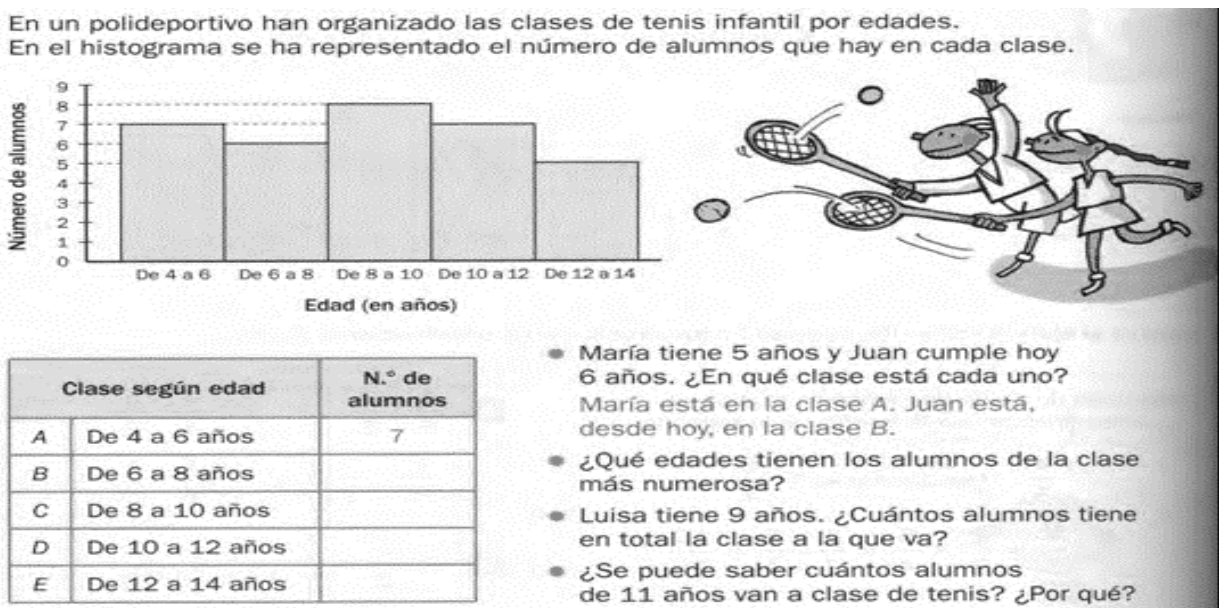 En un polideportivo han organizado las clases de tenis infantil por edades.
En el histograma se ha representado el número de alumnos que hay en cada clase.
Número de alumnos
9
8
7
6
5
4
3
2
1
0
De 4 a 6 De 6 a 8 De 8 a 10 De 10 a 12 De 12 a 14
Edad (en años)
Clase según edad N.º de alumnos
A De 4 a 6 años 7
B De 6 a 8 años
C De 8 a 10 años
D De 10 a 12 años
E De 12 a 14 años
María tiene 5 años y Juan cumple hoy
6 años. ¿En qué clase está cada uno?
María está en la clase A. Juan está,
desde hoy, en la clase B.
¿Qué edades tienen los alumnos de la clase
más numerosa?
Luisa tiene 9 años. ¿Cuántos alumnos tiene
en total la clase a la que va?
¿Se puede saber cuántos alumnos
de 11 años van a clase de tenis? ¿Por qué?